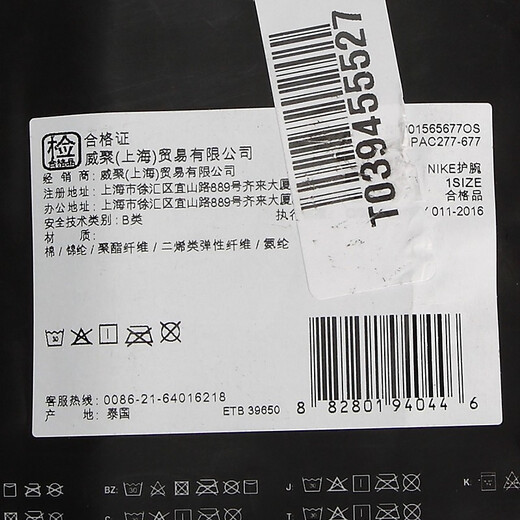 检
合格品
合格证
威聚(上海)贸易有限公司
经 销 商: 威聚(上海)贸易有限公司
注册地址: 上海市徐汇区宜山路889号齐来大厦
办公地址: 上海市徐汇区宜山路889号齐来大厦
安全技术类别: B类
执行
材 质:
棉/锦纶/聚酯纤维/二烯类弹性纤维/氨纶
T039455527
01565677OS
PAC277-677
NIKE护腕
1SIZE
合格品
011-2016
客服热线: 0086-21-64016218
产 地: 泰国
ETB 39650
8 82801 94044 6
BZ:
J:
K: